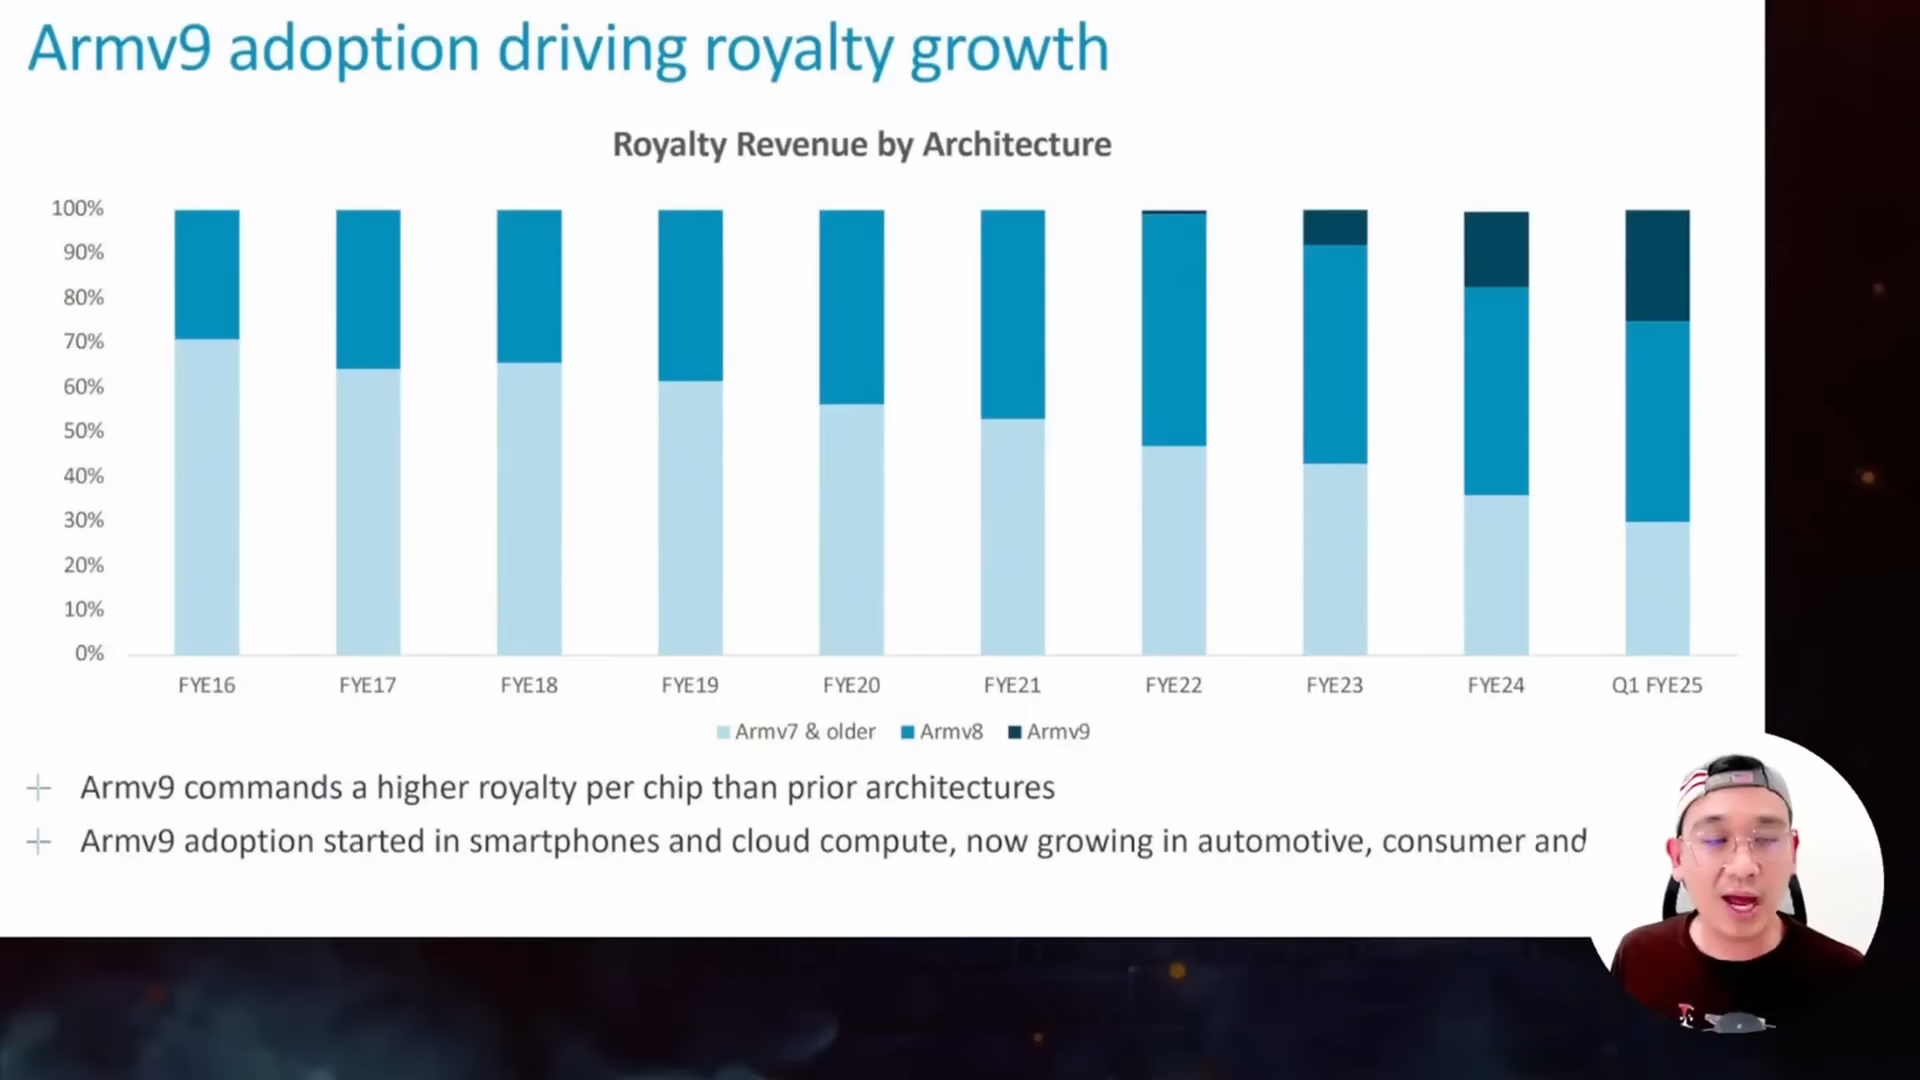 Armv9 adoption driving royalty growth
Royalty Revenue by Architecture
100%
90%
80%
70%
60%
50%
40%
30%
20%
10%
0%
FYE16 FYE17 FYE18 FYE19 FYE20 FYE21 FYE22 FYE23 FYE24 Q1 FYE25
Armv7 & older Armv8 Armv9
Armv9 commands a higher royalty per chip than prior architectures
Armv9 adoption started in smartphones and cloud compute, now growing in automotive, consumer and